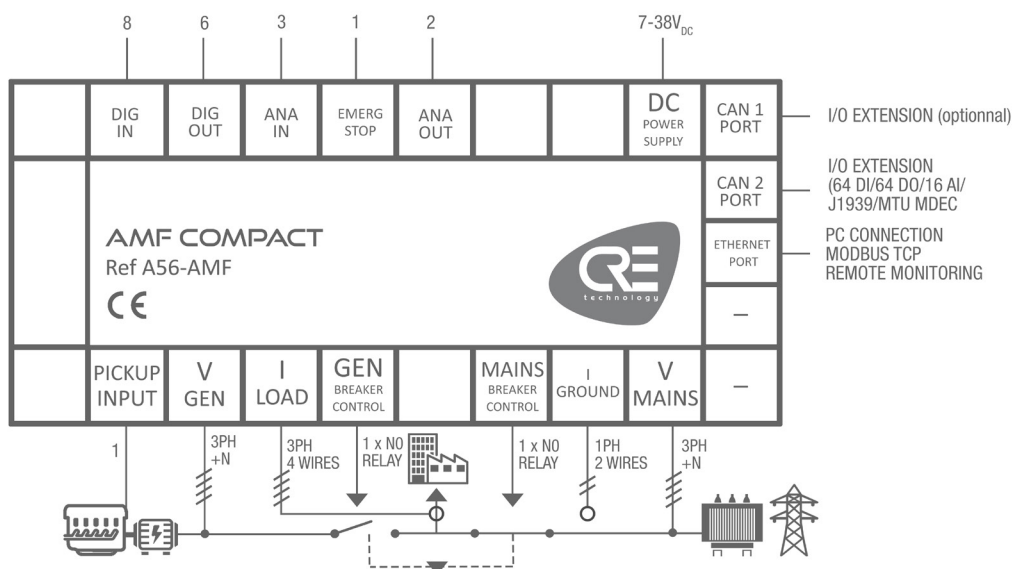 8
6
3
1
2
7-38VDC
DIG
IN
DIG
OUT
ANA
IN
EMERG
STOP
ANA
OUT
DC
POWER
SUPPLY
CAN 1
PORT
I/O EXTENSION (optionnal)
CAN 2
PORT
I/O EXTENSION
(64 DI/64 DO/16 AI/
J1939/MTU MDEC
ETHERNET
PORT
PC CONNECTION
MODBUS TCP
REMOTE MONITORING
AMF COMPACT
Ref A56-AMF
CE
CRE
technology
–
–
PICKUP
INPUT
V
GEN
I
LOAD
GEN
BREAKER
CONTROL
MAINS
BREAKER
CONTROL
I
GROUND
V
MAINS
1
3PH
+N
3PH
4 WIRES
1 x NO
RELAY
1 x NO
RELAY
1PH
2 WIRES
3PH
+N